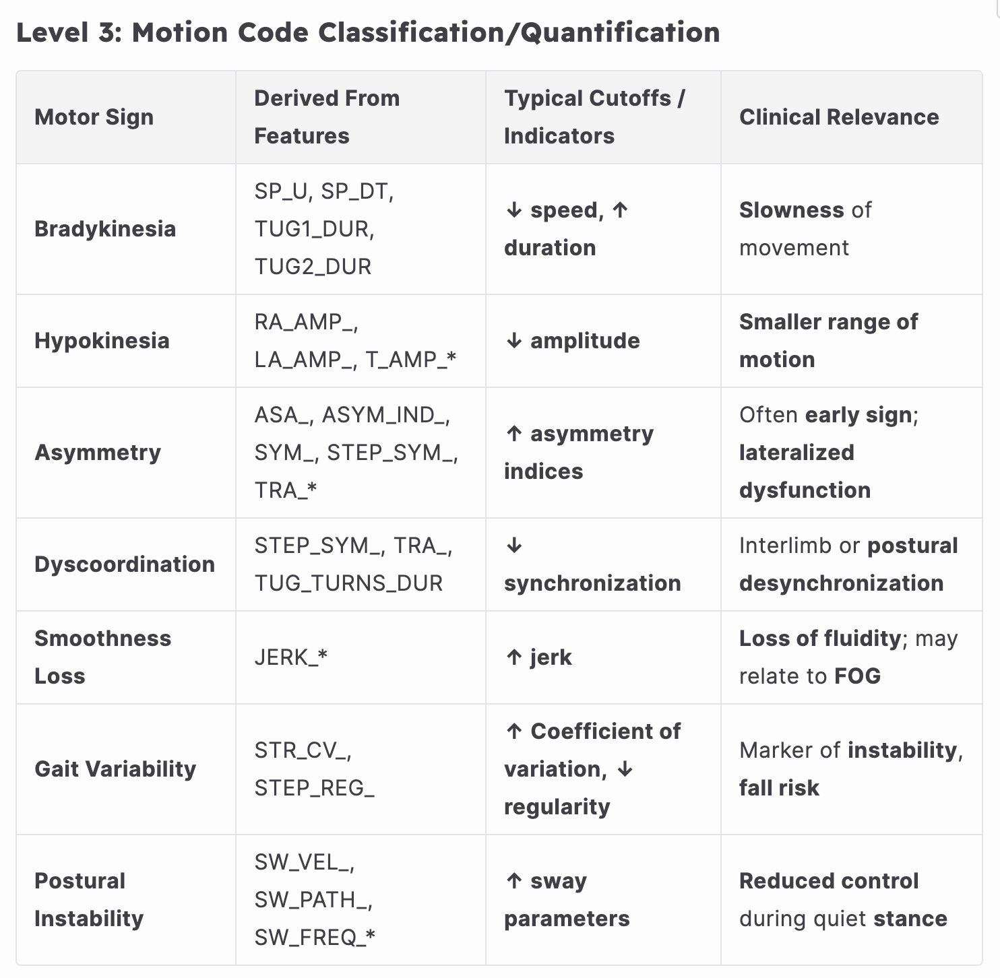 Level 3: Motion Code Classification/Quantification
Motor Sign
Derived From
Features
Typical Cutoffs /
Indicators
Clinical Relevance
Bradykinesia
SP_U, SP_DT,
TUG1_DUR,
TUG2_DUR
↓ speed, ↑
duration
Slowness of
movement
Hypokinesia
RA_AMP_,
LA_AMP_, T_AMP_*
↓ amplitude
Smaller range of
motion
Asymmetry
ASA_, ASYM_IND_,
SYM_, STEP_SYM_,
TRA_*
↑ asymmetry
indices
Often early sign;
lateralized
dysfunction
Dyscoordination
STEP_SYM_, TRA_,
TUG_TURNS_DUR
↓
synchronization
Interlimb or postural
desynchronization
Smoothness
Loss
JERK_*
↑ jerk
Loss of fluidity; may
relate to FOG
Gait Variability
STR_CV_,
STEP_REG_
↑ Coefficient of
variation, ↓
regularity
Marker of instability,
fall risk
Postural
Instability
SW_VEL_,
SW_PATH_,
SW_FREQ_*
↑ sway
parameters
Reduced control
during quiet stance